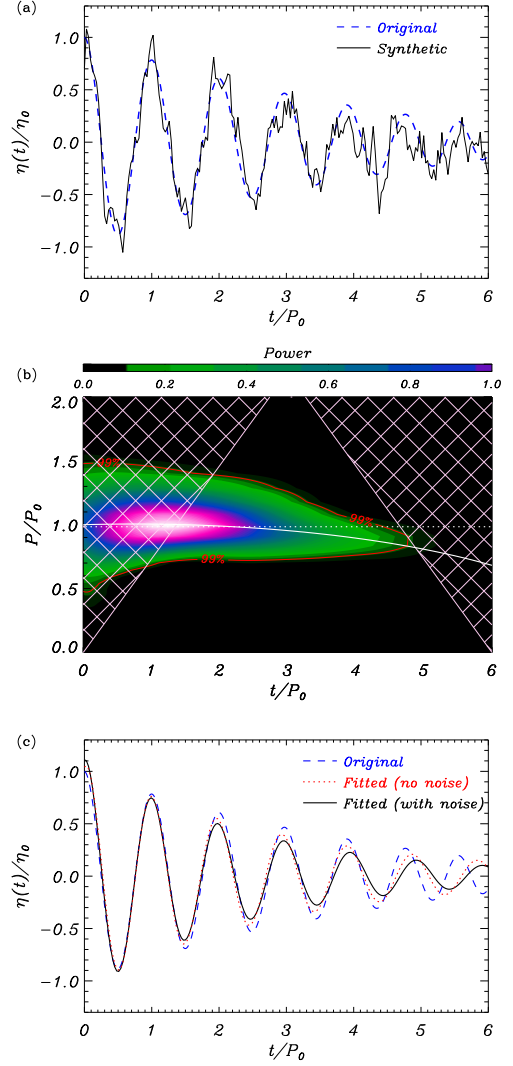 (a)
Original
Synthetic
η(t)/η0
1.0
0.5
0.0
−0.5
−1.0
0 1 2 3 4 5 6
t/P0
Power
(b)
0.0 0.2 0.4 0.6 0.8 1.0
P/P0
2.0
1.5
1.0
0.5
0.0
99%
99%
99%
0 1 2 3 4 5 6
t/P0
(c)
Original
Fitted (no noise)
Fitted (with noise)
η(t)/η0
1.0
0.5
0.0
−0.5
−1.0
0 1 2 3 4 5 6
t/P0